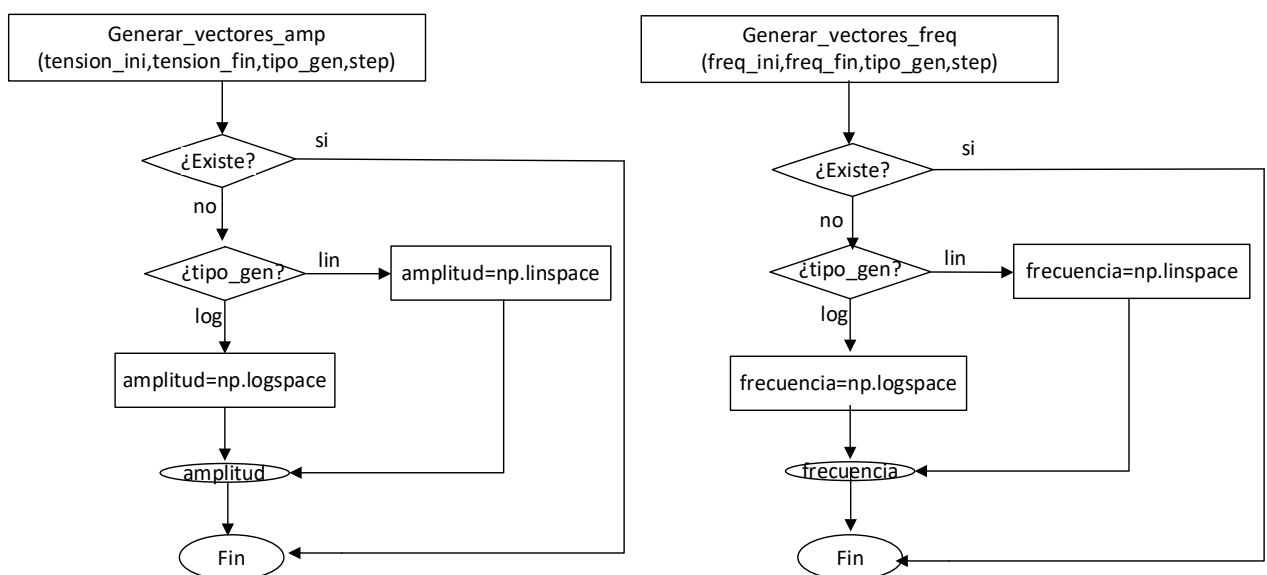 Generar_vectores_amp
(tension_ini,tension_fin,tipo_gen,step)
¿Existe?
si
no
¿tipo_gen?
lin
amplitud=np.linspace
log
amplitud=np.logspace
amplitud
Fin
Generar_vectores_freq
(freq_ini,freq_fin,tipo_gen,step)
¿Existe?
si
no
¿tipo_gen?
lin
frecuencia=np.linspace
log
frecuencia=np.logspace
frecuencia
Fin